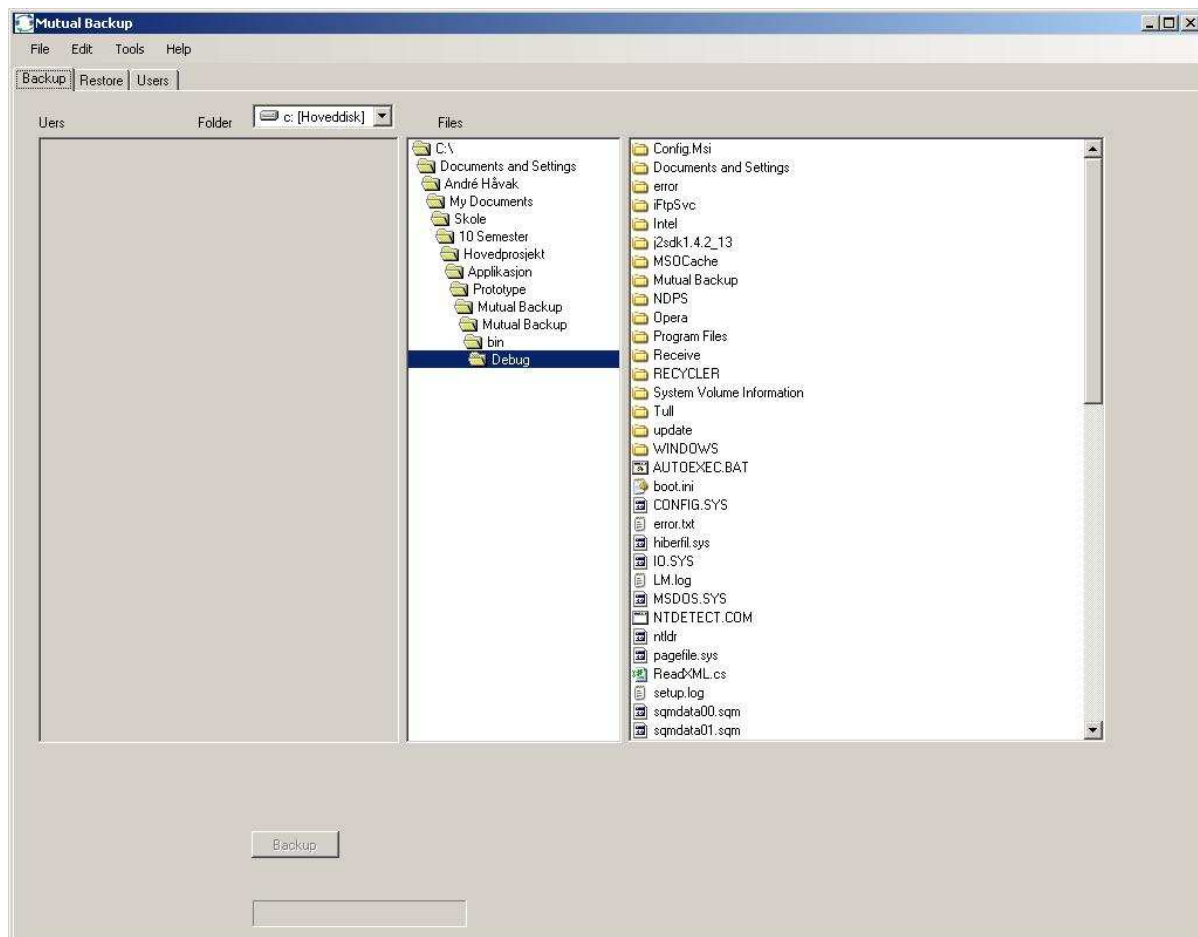 Mutual Backup
File Edit Tools Help
Backup Restore Users
Uers Folder c: [Hoveddisk] Files
C:\
Documents and Settings
André Håvak
My Documents
Skole
10 Semester
Hovedprosjekt
Applikasjon
Prototype
Mutual Backup
Mutual Backup
bin
Debug
Config.Msi
Documents and Settings
error
iFtpSvc
Intel
j2sdk1.4.2_13
MSOCache
Mutual Backup
NDPS
Opera
Program Files
Receive
RECYCLER
System Volume Information
Tull
update
WINDOWS
AUTOEXEC.BAT
boot.ini
CONFIG.SYS
error.txt
hiberfil.sys
IO.SYS
LM.log
MSDOS.SYS
NTDETECT.COM
ntldr
pagefile.sys
ReadXML.cs
setup.log
sqmdata00.sqm
sqmdata01.sqm
Backup